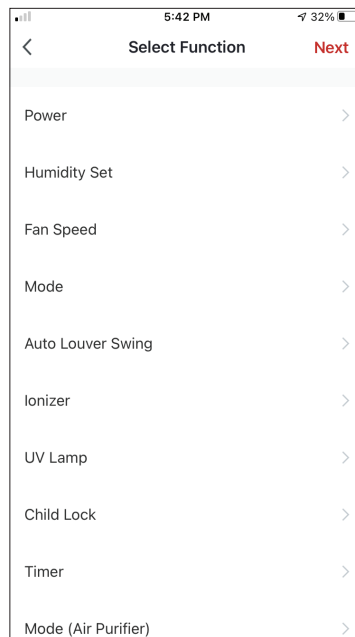 5:42 PM 32%
Select Function Next
Power
Humidity Set
Fan Speed
Mode
Auto Louver Swing
Ionizer
UV Lamp
Child Lock
Timer
Mode (Air Purifier)